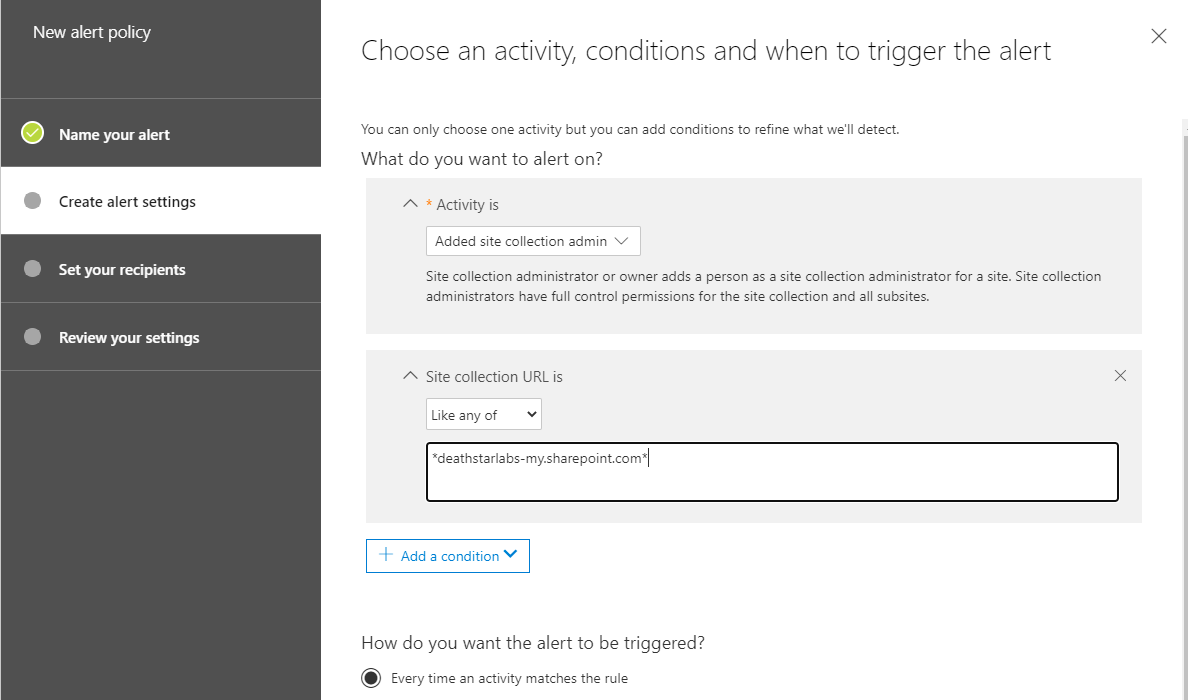 New alert policy
Choose an activity, conditions and when to trigger the alert
Name your alert
Create alert settings
Set your recipients
Review your settings
You can only choose one activity but you can add conditions to refine what we'll detect.
What do you want to alert on?
* Activity is
Added site collection admin
Site collection administrator or owner adds a person as a site collection administrator for a site. Site collection
administrators have full control permissions for the site collection and all subsites.
Site collection URL is
Like any of
*deathstarlabs-my.sharepoint.com*
Add a condition
How do you want the alert to be triggered?
Every time an activity matches the rule